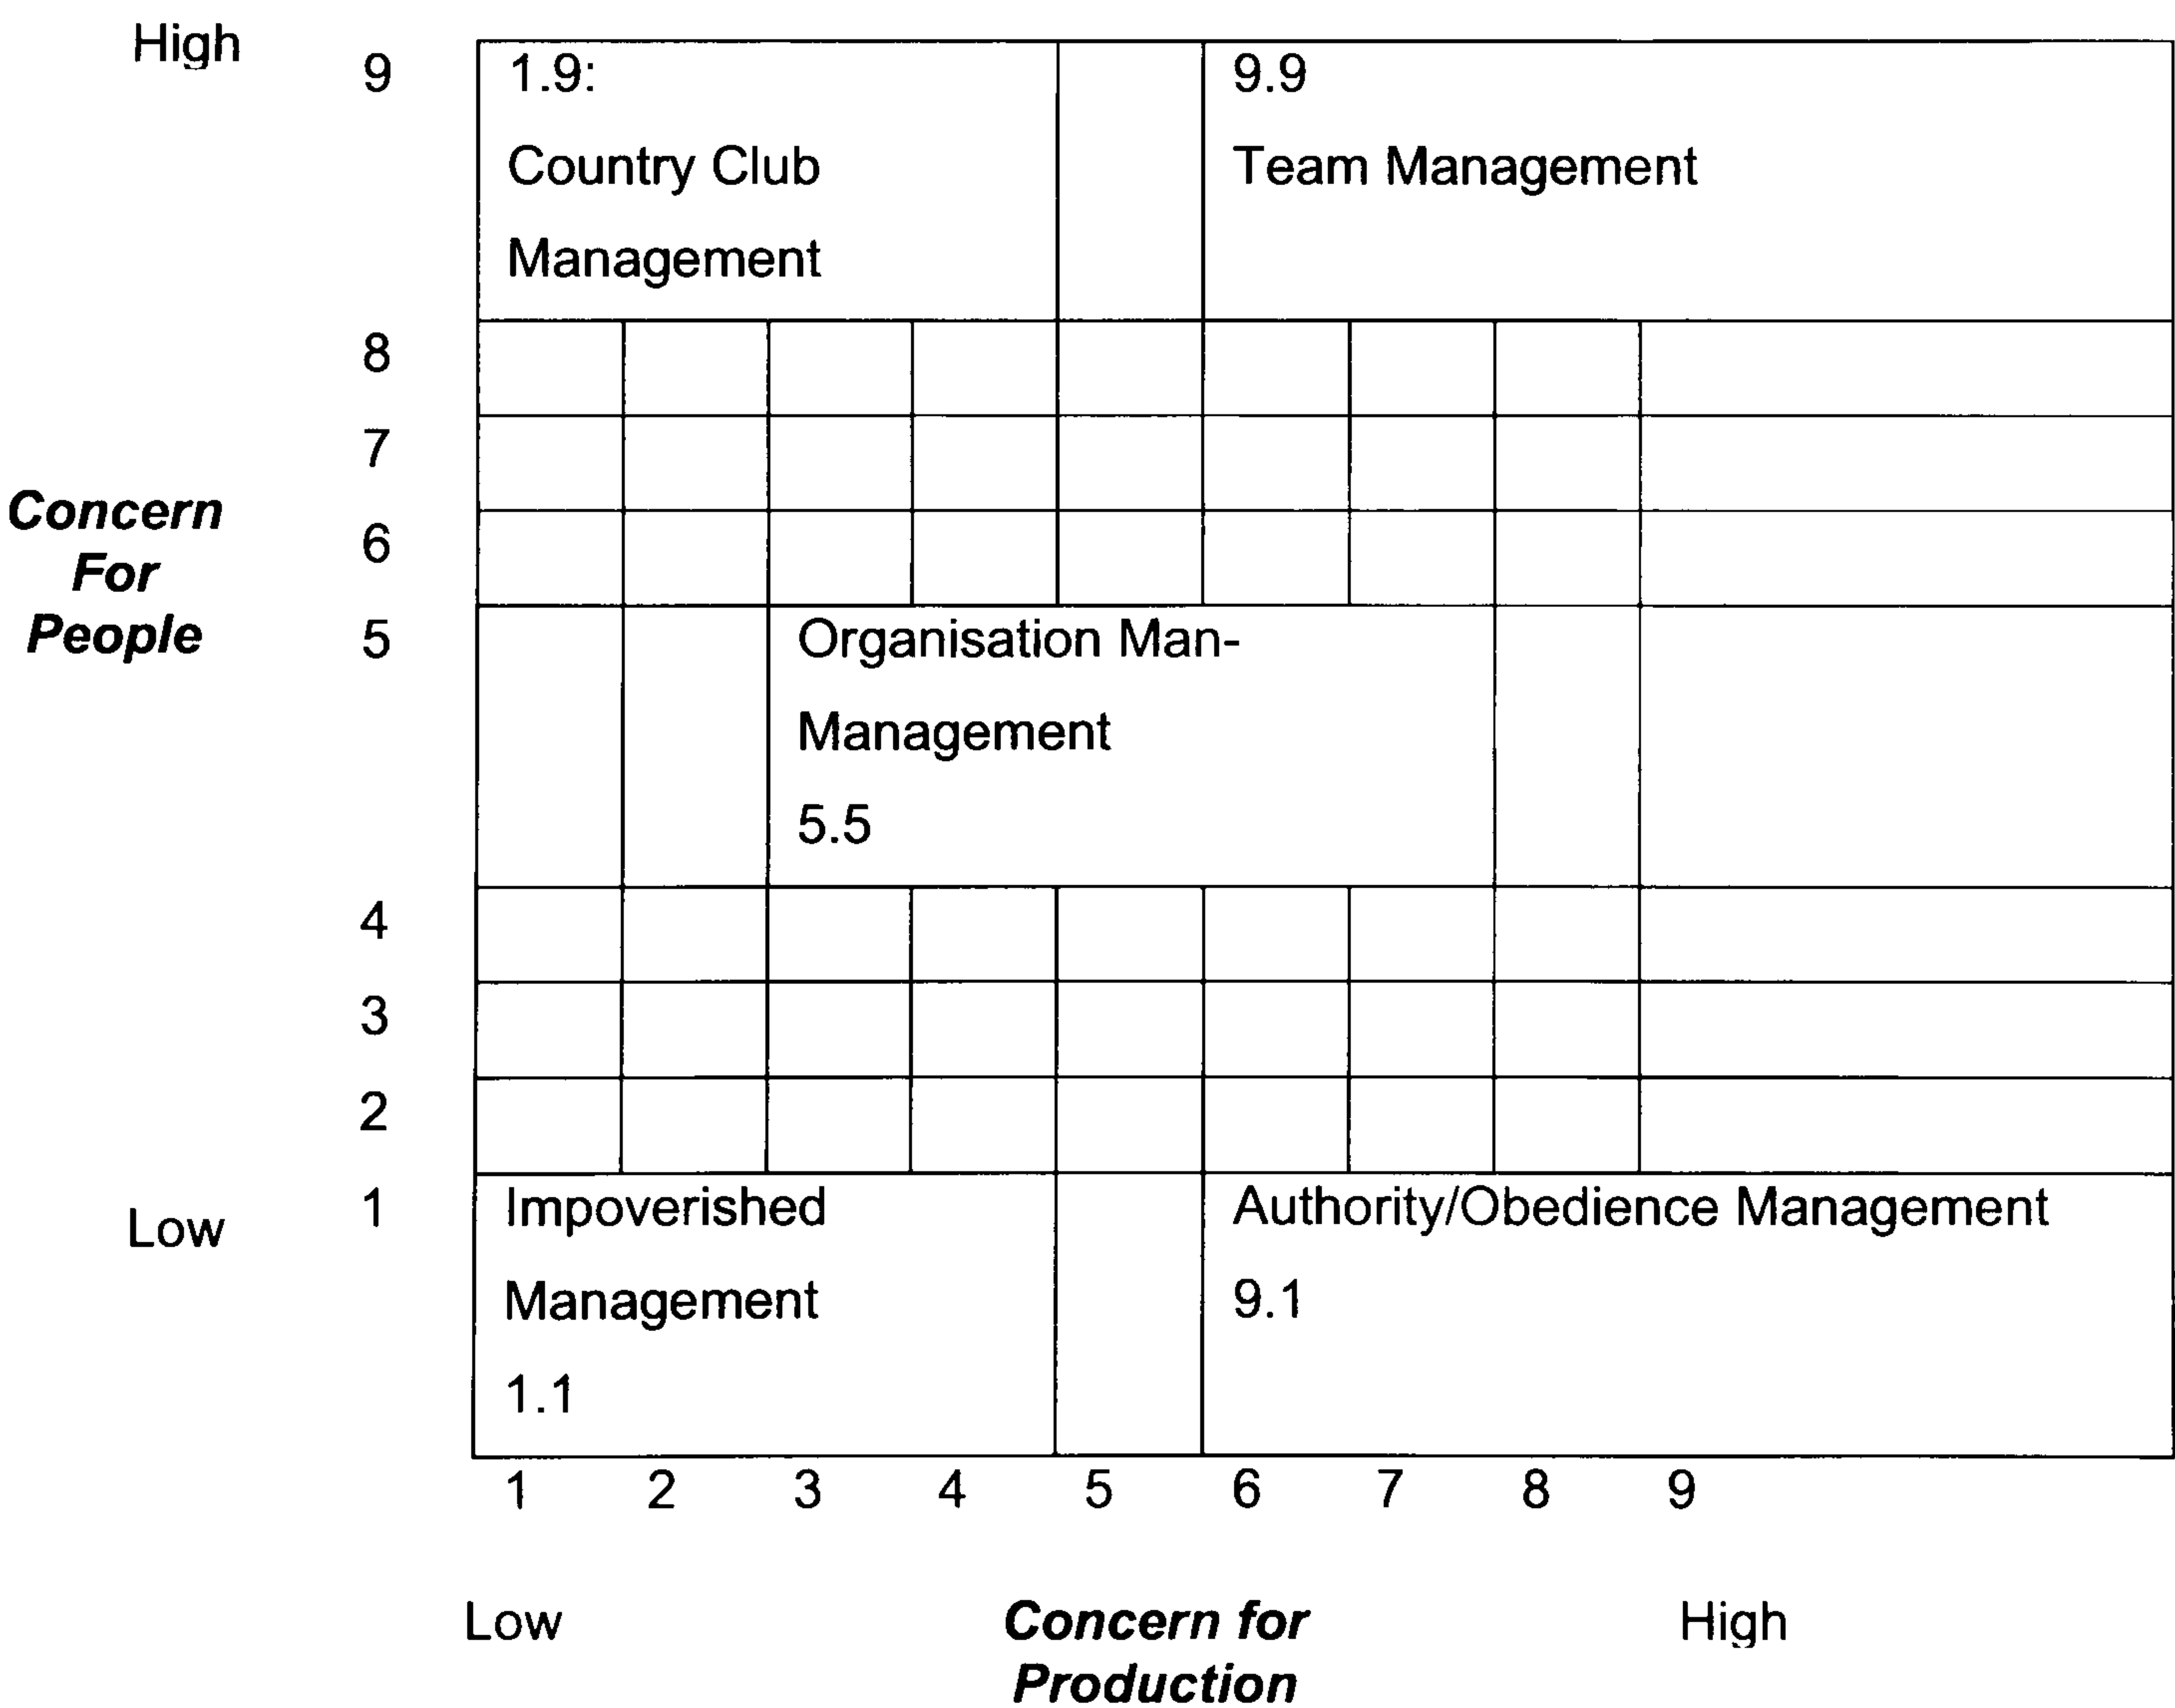 High
9
1.9:
Country Club
Management
9.9
Team Management
8
7
Concern
For
People
6
5
Organisation Man-
Management
5.5
4
3
2
Low
1
Impoverished
Management
1.1
Authority/Obedience Management
9.1
1 2 3 4 5 6 7 8 9
Low
Concern for
Production
High